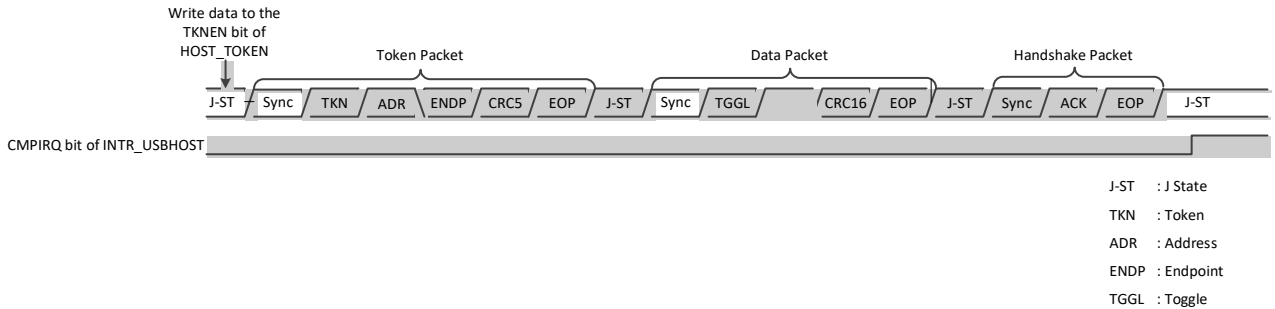 Write data to the
TKNEN bit of
HOST_TOKEN
Token Packet
Data Packet
Handshake Packet
J-ST Sync TKN ADR ENDP CRC5 EOP J-ST Sync TGGL CRC16 EOP J-ST Sync ACK EOP J-ST
CMPIRQ bit of INTR_USBHOST
J-ST : J State
TKN : Token
ADR : Address
ENDP : Endpoint
TGGL : Toggle